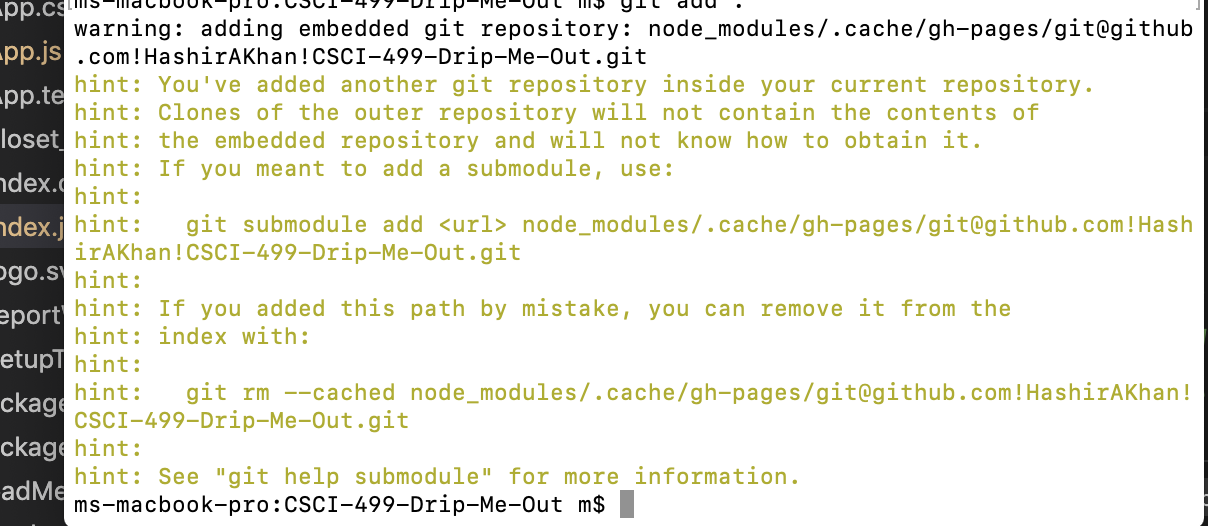 ms-macbook-pro:CSCI-499-Drip-Me-Out m$ git add .
warning: adding embedded git repository: node_modules/.cache/gh-pages/git@github
.com!HashirAKhan!CSCI-499-Drip-Me-Out.git
hint: You've added another git repository inside your current repository.
hint: Clones of the outer repository will not contain the contents of
hint: the embedded repository and will not know how to obtain it.
hint: If you meant to add a submodule, use:
hint:
hint:   git submodule add <url> node_modules/.cache/gh-pages/git@github.com!Hash
irAKhan!CSCI-499-Drip-Me-Out.git
hint:
hint: If you added this path by mistake, you can remove it from the
hint: index with:
hint:
hint:   git rm --cached node_modules/.cache/gh-pages/git@github.com!HashirAKhan!
CSCI-499-Drip-Me-Out.git
hint:
hint: See "git help submodule" for more information.
ms-macbook-pro:CSCI-499-Drip-Me-Out m$
App.cs
App.js
App.te
loset_
ndex.c
ndex.j
ogo.sv
eport
etupT
ckage
ckage
adMe